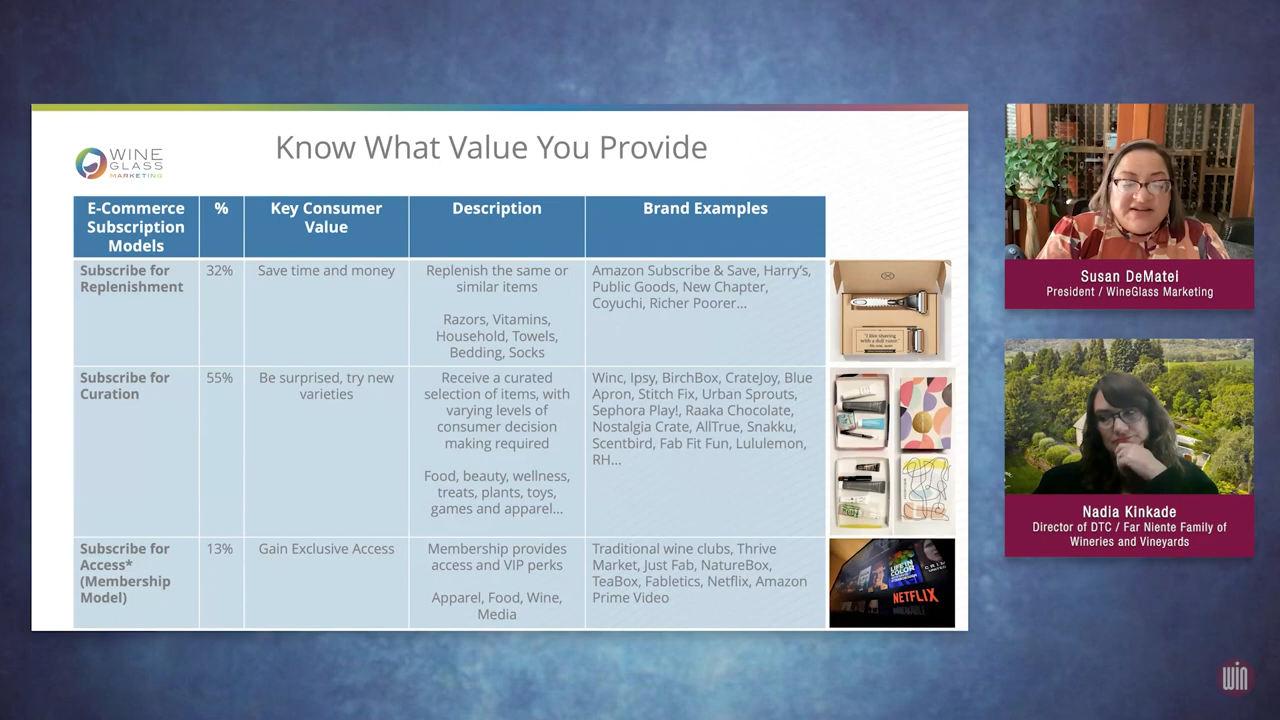 Know What Value You Provide
WINE
GLASS
MARKETING
E-Commerce
Subscription
Models
%
Key Consumer
Value
Description
Brand Examples
Subscribe for
Replenishment
32%
Save time and money
Replenish the same or
similar items
Razors, Vitamins,
Household, Towels,
Bedding, Socks
Amazon Subscribe & Save, Harry's,
Public Goods, New Chapter,
Coyuchi, Richer Poorer...
"I like shaving
with a dull razor."
Subscribe for
Curation
55%
Be surprised, try new
varieties
Receive a curated
selection of items, with
varying levels of
consumer decision
making required
Food, beauty, wellness,
treats, plants, toys,
games and apparel...
Winc, Ipsy, BirchBox, CrateJoy, Blue
Apron, Stitch Fix, Urban Sprouts,
Sephora Play!, Raaka Chocolate,
Nostalgia Crate, AllTrue, Snakku,
Scentbird, Fab Fit Fun, Lululemon,
RH...
Subscribe for
Access*
(Membership
Model)
13%
Gain Exclusive Access
Membership provides
access and VIP perks
Apparel, Food, Wine,
Media
Traditional wine clubs, Thrive
Market, Just Fab, NatureBox,
TeaBox, Fabletics, Netflix, Amazon
Prime Video
LIFE IN
COLOR
NETFLIX
Susan DeMatei
President / WineGlass Marketing
Nadia Kinkade
Director of DTC / Far Niente Family of
Wineries and Vineyards
win